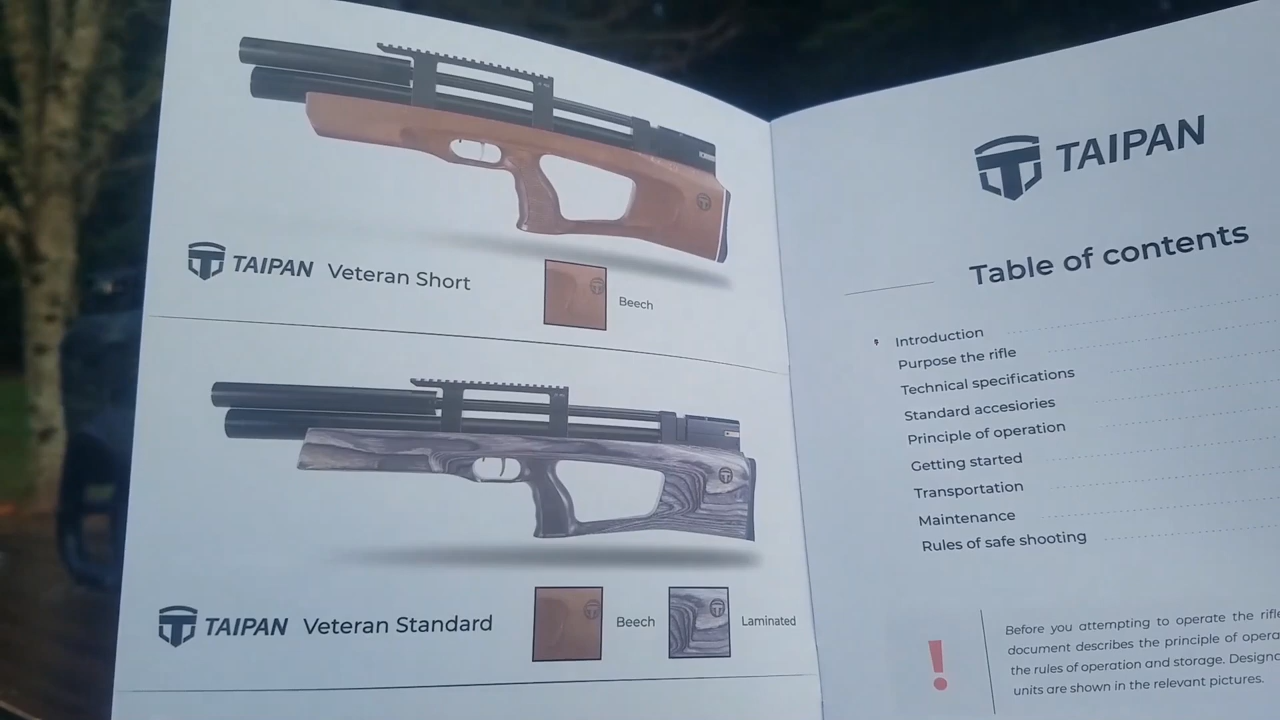 TAIPAN Veteran Short
Beech
TAIPAN Veteran Standard
Beech
Laminated
TAIPAN
Table of contents
Introduction
Purpose the rifle
Technical specifications
Standard accesiories
Principle of operation
Getting started
Transportation
Maintenance
Rules of safe shooting
!
Before you attempting to operate the rifle
document describes the principle of opera
the rules of operation and storage. Designa
units are shown in the relevant pictures.